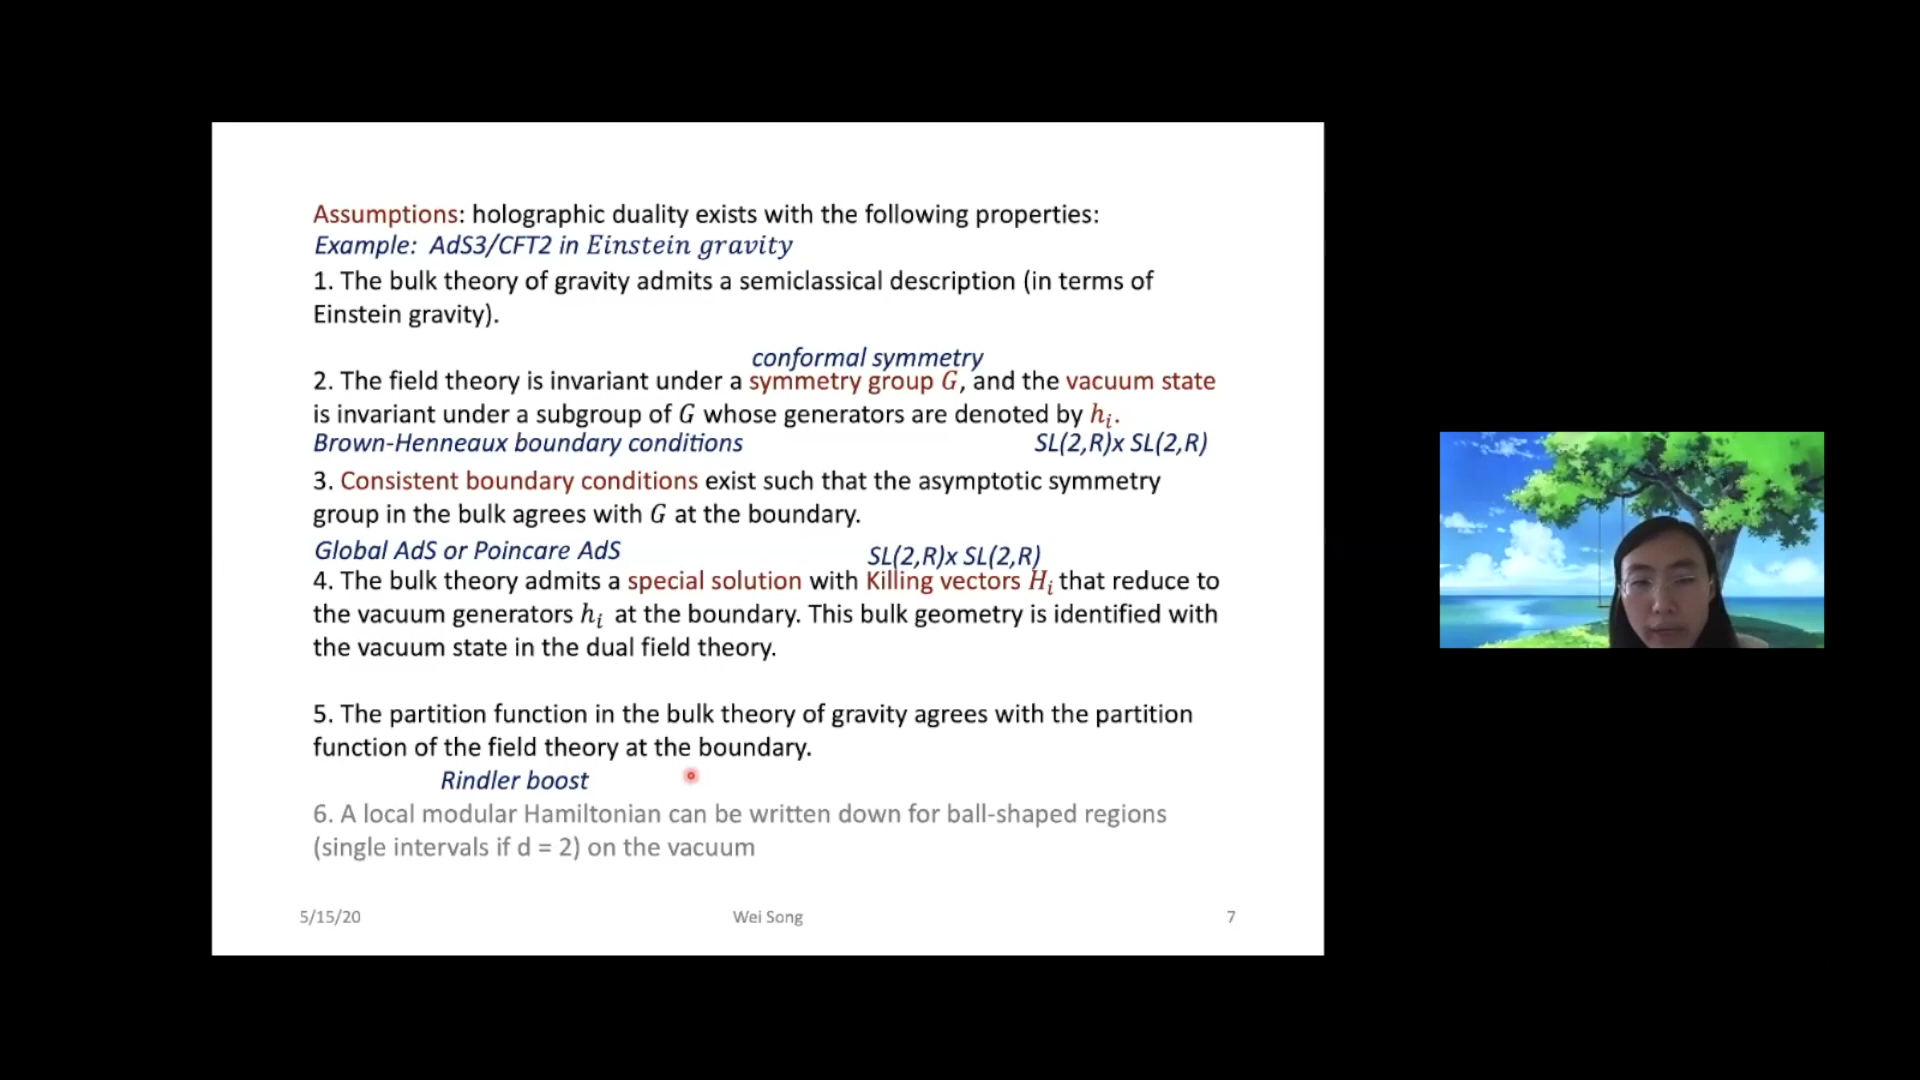 Assumptions: holographic duality exists with the following properties:
Example: AdS3/CFT2 in Einstein gravity
1. The bulk theory of gravity admits a semiclassical description (in terms of
Einstein gravity).
conformal symmetry
2. The field theory is invariant under a symmetry group G, and the vacuum state
is invariant under a subgroup of G whose generators are denoted by hᵢ.
Brown-Henneaux boundary conditions SL(2,R)x SL(2,R)
3. Consistent boundary conditions exist such that the asymptotic symmetry
group in the bulk agrees with G at the boundary.
Global AdS or Poincare AdS SL(2,R)x SL(2,R)
4. The bulk theory admits a special solution with Killing vectors Hᵢ that reduce to
the vacuum generators hᵢ at the boundary. This bulk geometry is identified with
the vacuum state in the dual field theory.
5. The partition function in the bulk theory of gravity agrees with the partition
function of the field theory at the boundary.
Rindler boost
6. A local modular Hamiltonian can be written down for ball-shaped regions
(single intervals if d = 2) on the vacuum
5/15/20 Wei Song 7